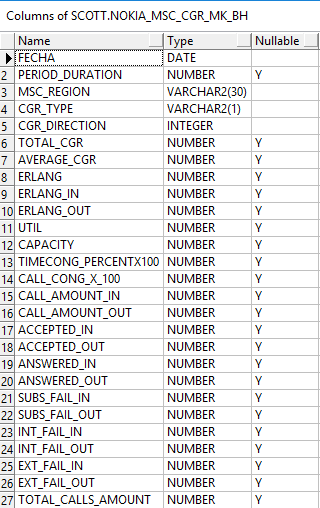 Columns of SCOTT.NOKIA_MSC_CGR_MK_BH
Name Type Nullable
FECHA DATE
2 PERIOD_DURATION NUMBER Y
3 MSC_REGION VARCHAR2(30)
4 CGR_TYPE VARCHAR2(1)
5 CGR_DIRECTION INTEGER
6 TOTAL_CGR NUMBER Y
7 AVERAGE_CGR NUMBER Y
8 ERLANG NUMBER Y
9 ERLANG_IN NUMBER Y
10 ERLANG_OUT NUMBER Y
11 UTIL NUMBER Y
12 CAPACITY NUMBER Y
13 TIMECONG_PERCENTX100 NUMBER Y
14 CALL_CONG_X_100 NUMBER Y
15 CALL_AMOUNT_IN NUMBER Y
16 CALL_AMOUNT_OUT NUMBER Y
17 ACCEPTED_IN NUMBER Y
18 ACCEPTED_OUT NUMBER Y
19 ANSWERED_IN NUMBER Y
20 ANSWERED_OUT NUMBER Y
21 SUBS_FAIL_IN NUMBER Y
22 SUBS_FAIL_OUT NUMBER Y
23 INT_FAIL_IN NUMBER Y
24 INT_FAIL_OUT NUMBER Y
25 EXT_FAIL_IN NUMBER Y
26 EXT_FAIL_OUT NUMBER Y
27 TOTAL_CALLS_AMOUNT NUMBER Y